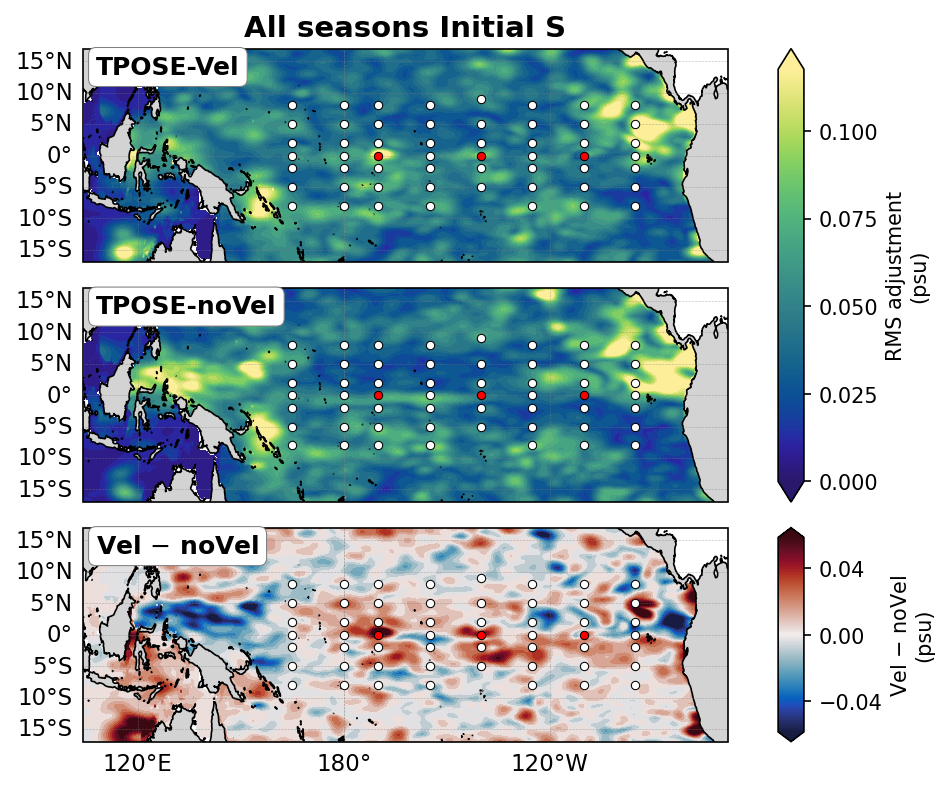 All seasons Initial S
TPOSE-Vel
15°N
10°N
5°N
0°
5°S
10°S
15°S
TPOSE-noVel
15°N
10°N
5°N
0°
5°S
10°S
15°S
Vel − noVel
15°N
10°N
5°N
0°
5°S
10°S
15°S
120°E
180°
120°W
0.100
0.075
0.050
0.025
0.000
RMS adjustment
(psu)
0.04
0.00
−0.04
Vel − noVel
(psu)